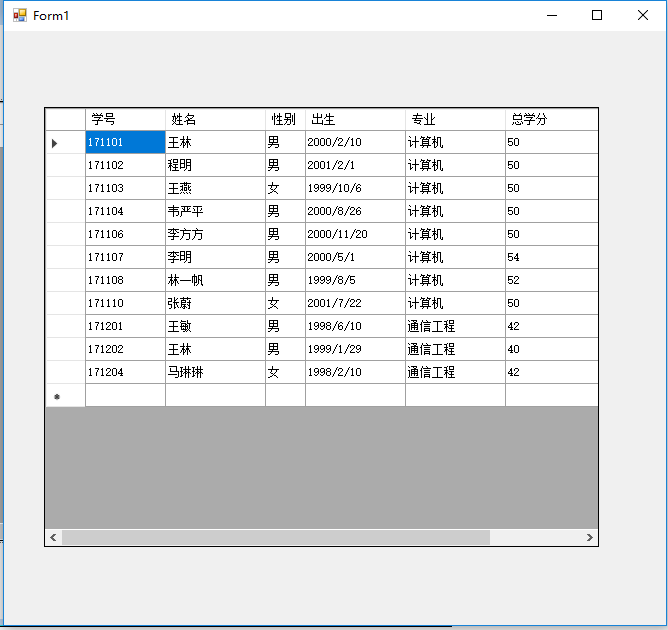 Form1
学号 姓名 性别 出生 专业 总学分
171101 王林 男 2000/2/10 计算机 50
171102 程明 男 2001/2/1 计算机 50
171103 王燕 女 1999/10/6 计算机 50
171104 韦严平 男 2000/8/26 计算机 50
171106 李方方 男 2000/11/20 计算机 50
171107 李明 男 2000/5/1 计算机 54
171108 林一帆 男 1999/8/5 计算机 52
171110 张蔚 女 2001/7/22 计算机 50
171201 王敏 男 1998/6/10 通信工程 42
171202 王林 男 1999/1/29 通信工程 40
171204 马琳琳 女 1998/2/10 通信工程 42